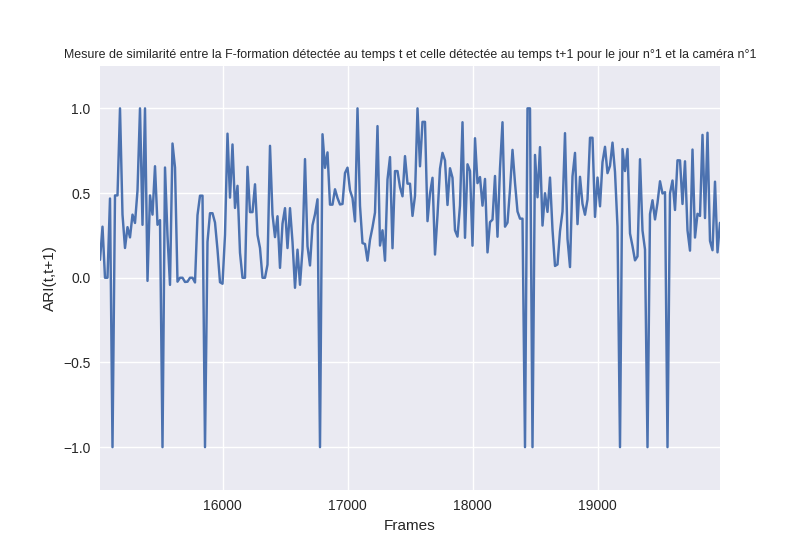 Mesure de similarité entre la F-formation détectée au temps t et celle détectée au temps t+1 pour le jour n°1 et la caméra n°1
1.0
0.5
0.0
−0.5
−1.0
ARI(t,t+1)
16000 17000 18000 19000
Frames